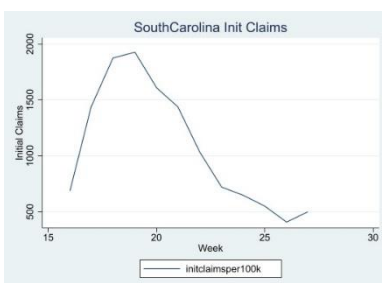 SouthCarolina Init Claims
2000
1500
1000
500
Initial Claims
15 20 25 30
Week
initclaimsper100k